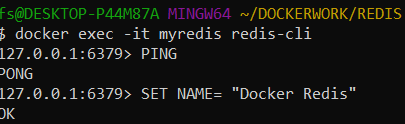 fs@DESKTOP-P44M87A MINGW64 ~/DOCKERWORK/REDIS
$ docker exec -it myredis redis-cli
127.0.0.1:6379> PING
PONG
127.0.0.1:6379> SET NAME= "Docker Redis"
OK